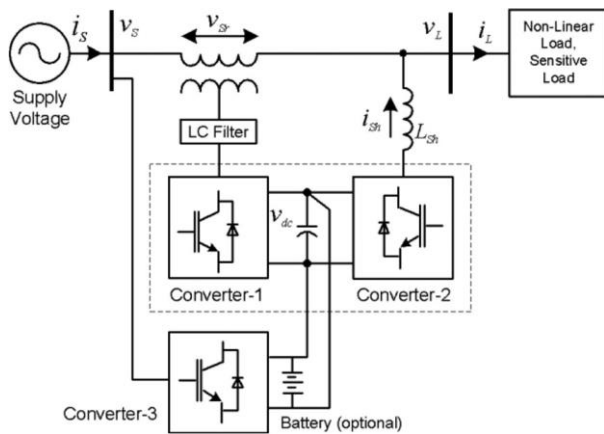 i_S
v_S
v_Sr
v_L
i_L
Non-Linear
Load,
Sensitive
Load
Supply
Voltage
LC Filter
i_Sh
L_Sh
v_dc
Converter-1
Converter-2
Converter-3
Battery (optional)